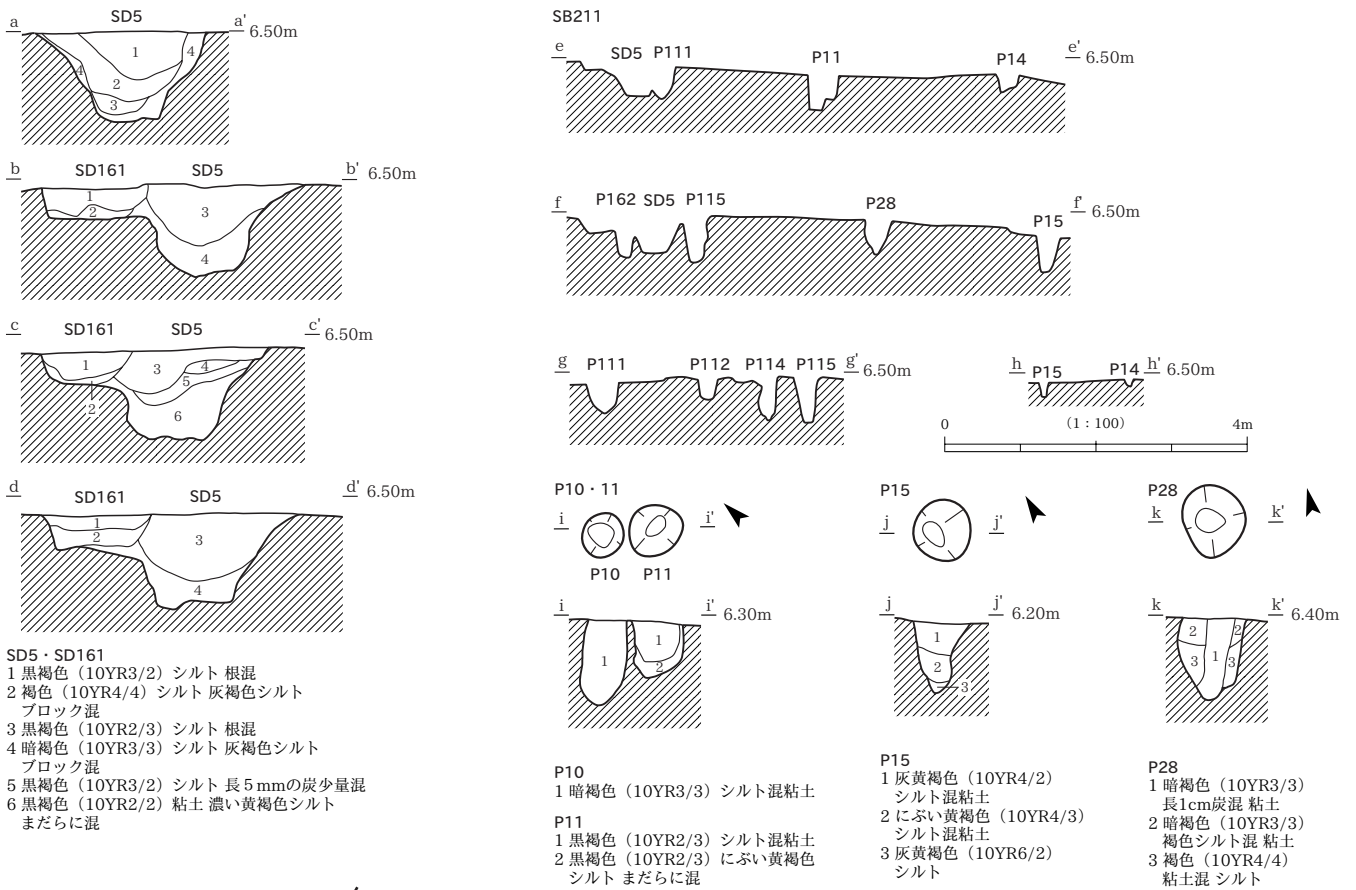 SD5
a
a'
6.50m
1
4
4
2
3
b
SD161
SD5
b'
6.50m
1
2
3
4
c
SD161
SD5
c'
6.50m
1
3
4
5
2
6
d
SD161
SD5
d'
6.50m
1
2
3
4
SD5・SD161
1 黒褐色（10YR3/2）シルト 根混
2 褐色（10YR4/4）シルト 灰褐色シルト
ブロック混
3 黒褐色（10YR2/3）シルト 根混
4 暗褐色（10YR3/3）シルト 灰褐色シルト
ブロック混
5 黒褐色（10YR3/2）シルト 長５mmの炭少量混
6 黒褐色（10YR2/2）粘土 濃い黄褐色シルト
まだらに混
SB211
e
SD5 P111
P11
P14
e'
6.50m
f
P162 SD5 P115
P28
P15
f'
6.50m
g
P111
P112
P114
P115
g'
6.50m
h
P15
P14
h'
6.50m
0
（1：100）
4m
P10・11
i
i'
P10
P11
i
i'
6.30m
1
1
2
P10
1 暗褐色（10YR3/3）シルト混粘土
P11
1 黒褐色（10YR2/3）シルト混粘土
2 黒褐色（10YR2/3）にぶい黄褐色
シルト まだらに混
P15
j
j'
j
j'
6.20m
1
2
3
P15
1 灰黄褐色（10YR4/2）
シルト混粘土
2 にぶい黄褐色（10YR4/3）
シルト混粘土
3 灰黄褐色（10YR6/2）
シルト
P28
k
k'
k
k'
6.40m
2
2
3
1
3
P28
1 暗褐色（10YR3/3）
長1cm炭混 粘土
2 暗褐色（10YR3/3）
褐色シルト混 粘土
3 褐色（10YR4/4）
粘土混 シルト